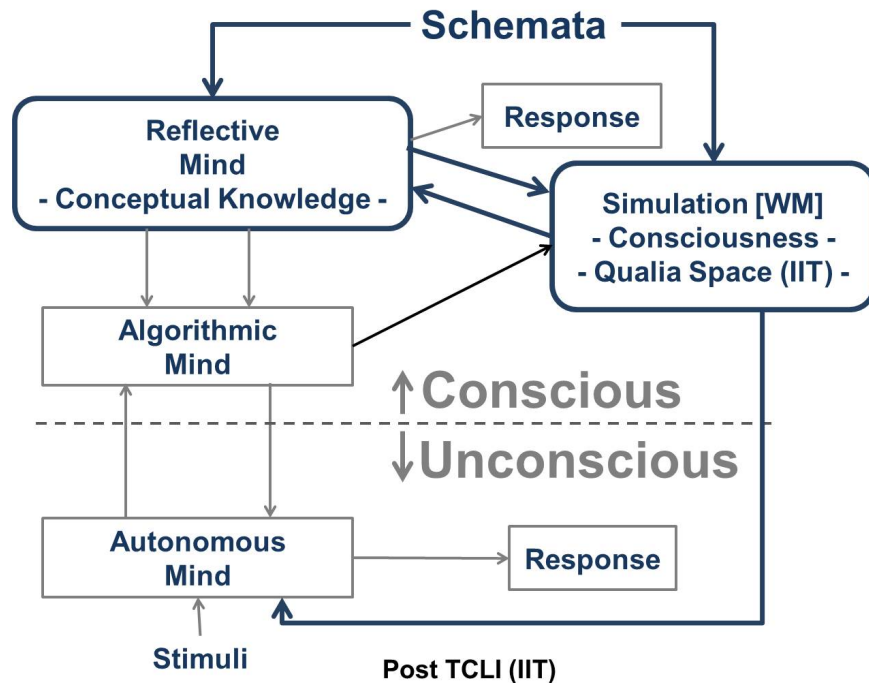 Schemata
Reflective
Mind
- Conceptual Knowledge -
Response
Simulation [WM]
- Consciousness -
- Qualia Space (IIT) -
Algorithmic
Mind
Conscious
Unconscious
Autonomous
Mind
Response
Stimuli
Post TCLI (IIT)